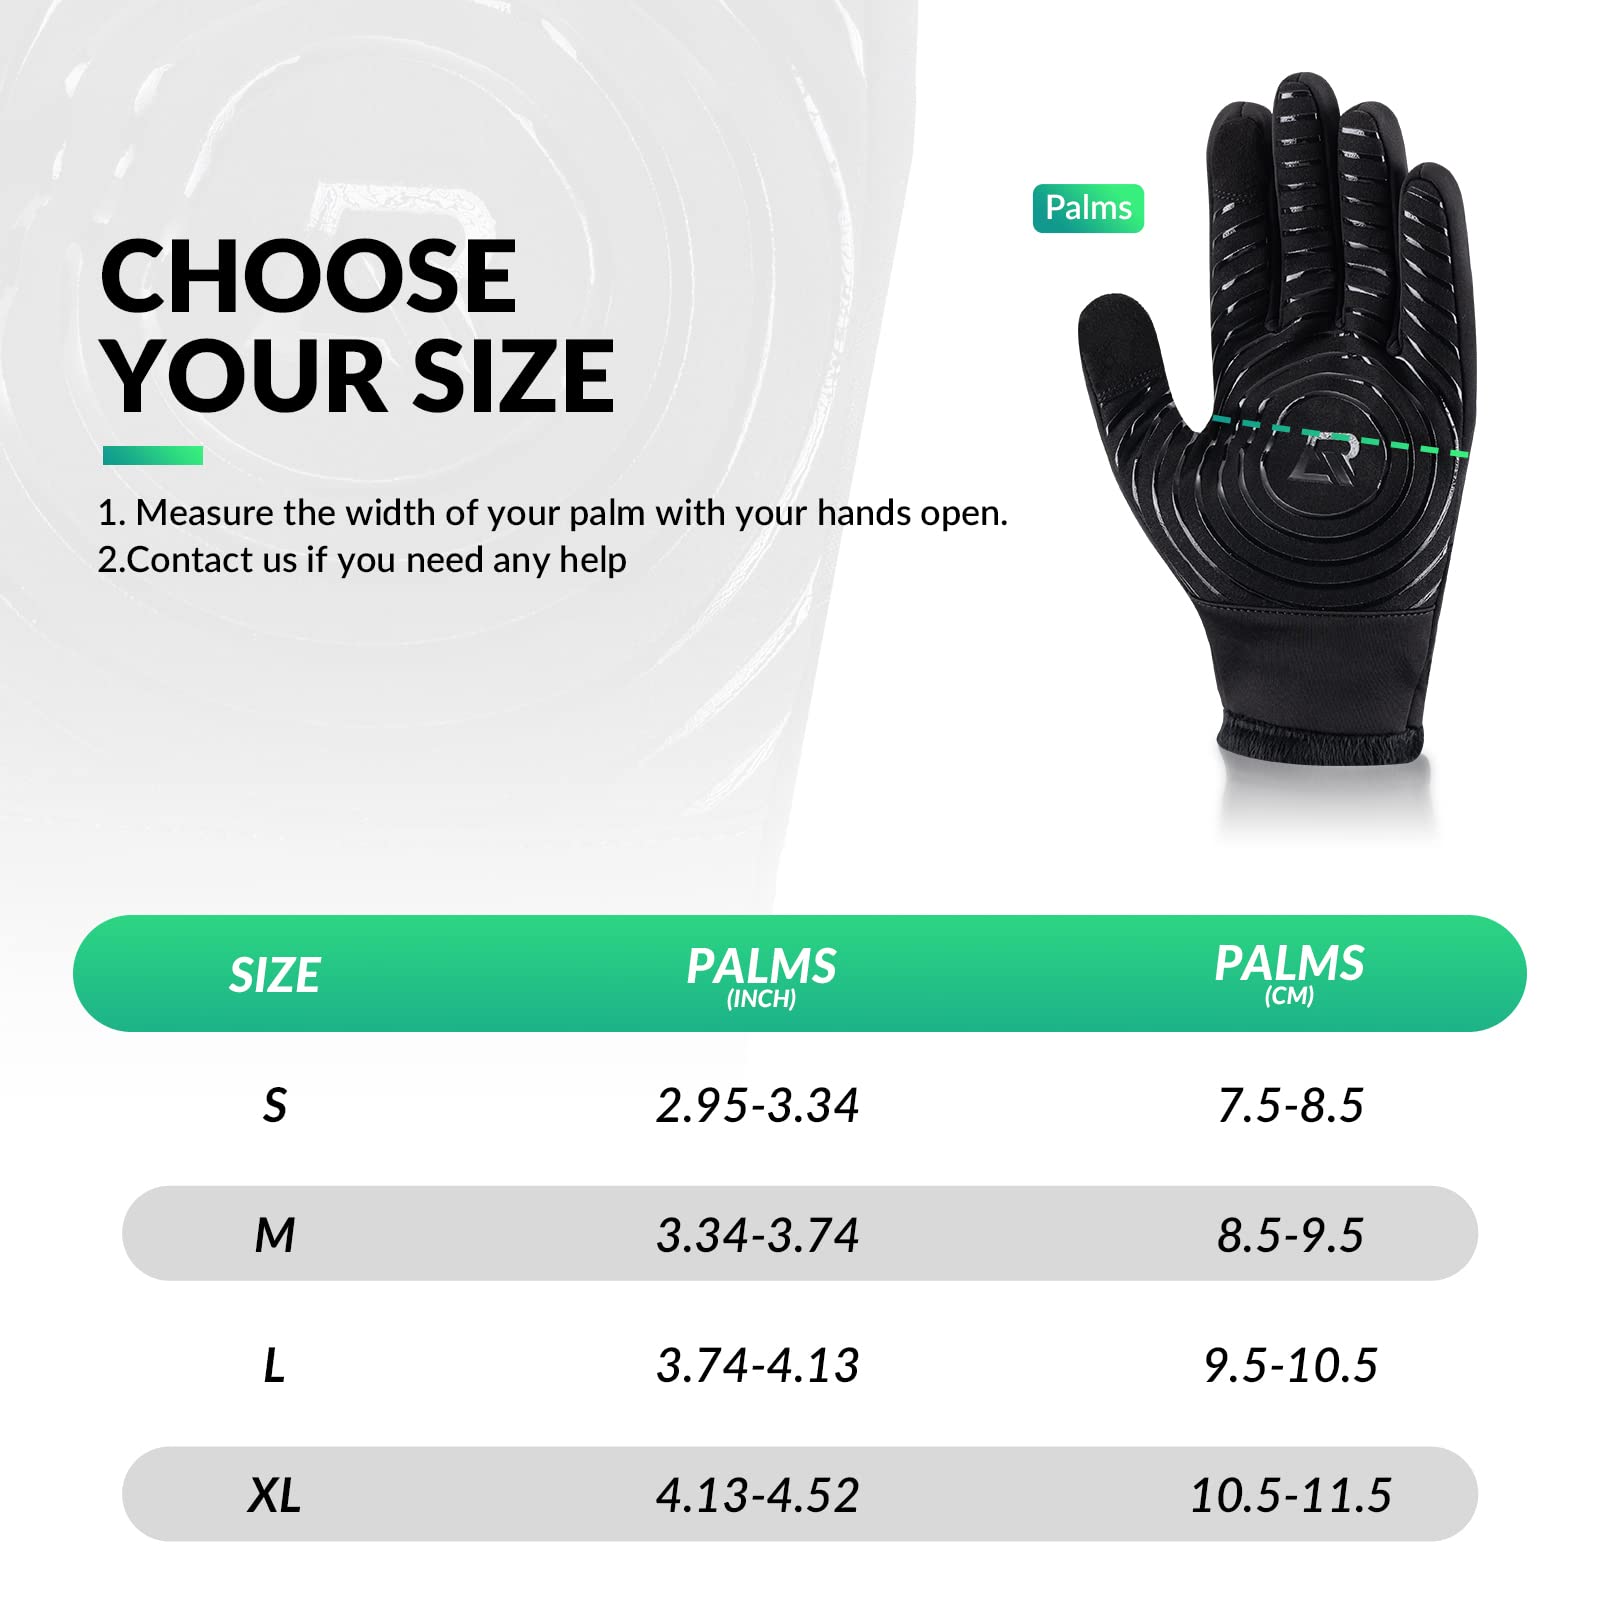 CHOOSE
YOUR SIZE
1. Measure the width of your palm with your hands open.
2.Contact us if you need any help
Palms
R
SIZE PALMS (INCH) PALMS (CM)
S 2.95-3.34 7.5-8.5
M 3.34-3.74 8.5-9.5
L 3.74-4.13 9.5-10.5
XL 4.13-4.52 10.5-11.5